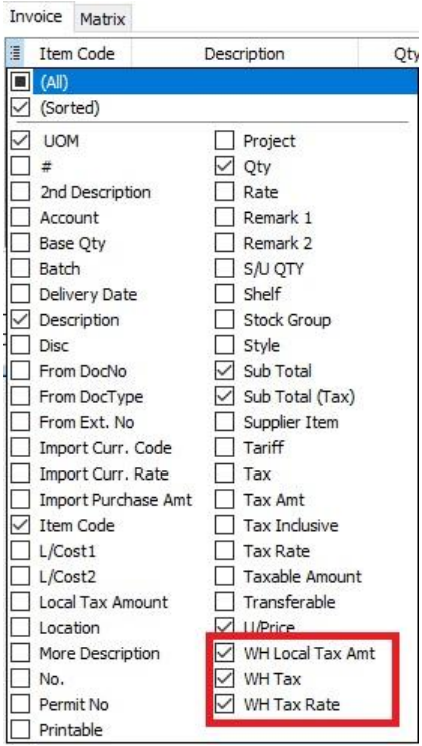 Invoice Matrix
Item Code Description Qty
(All)
(Sorted)
UOM
#
2nd Description
Account
Base Qty
Batch
Delivery Date
Description
Disc
From DocNo
From DocType
From Ext. No
Import Curr. Code
Import Curr. Rate
Import Purchase Amt
Item Code
L/Cost1
L/Cost2
Local Tax Amount
Location
More Description
No.
Permit No
Printable
Project
Qty
Rate
Remark 1
Remark 2
S/U QTY
Shelf
Stock Group
Style
Sub Total
Sub Total (Tax)
Supplier Item
Tariff
Tax
Tax Amt
Tax Inclusive
Tax Rate
Taxable Amount
Transferable
U/Price
WH Local Tax Amt
WH Tax
WH Tax Rate